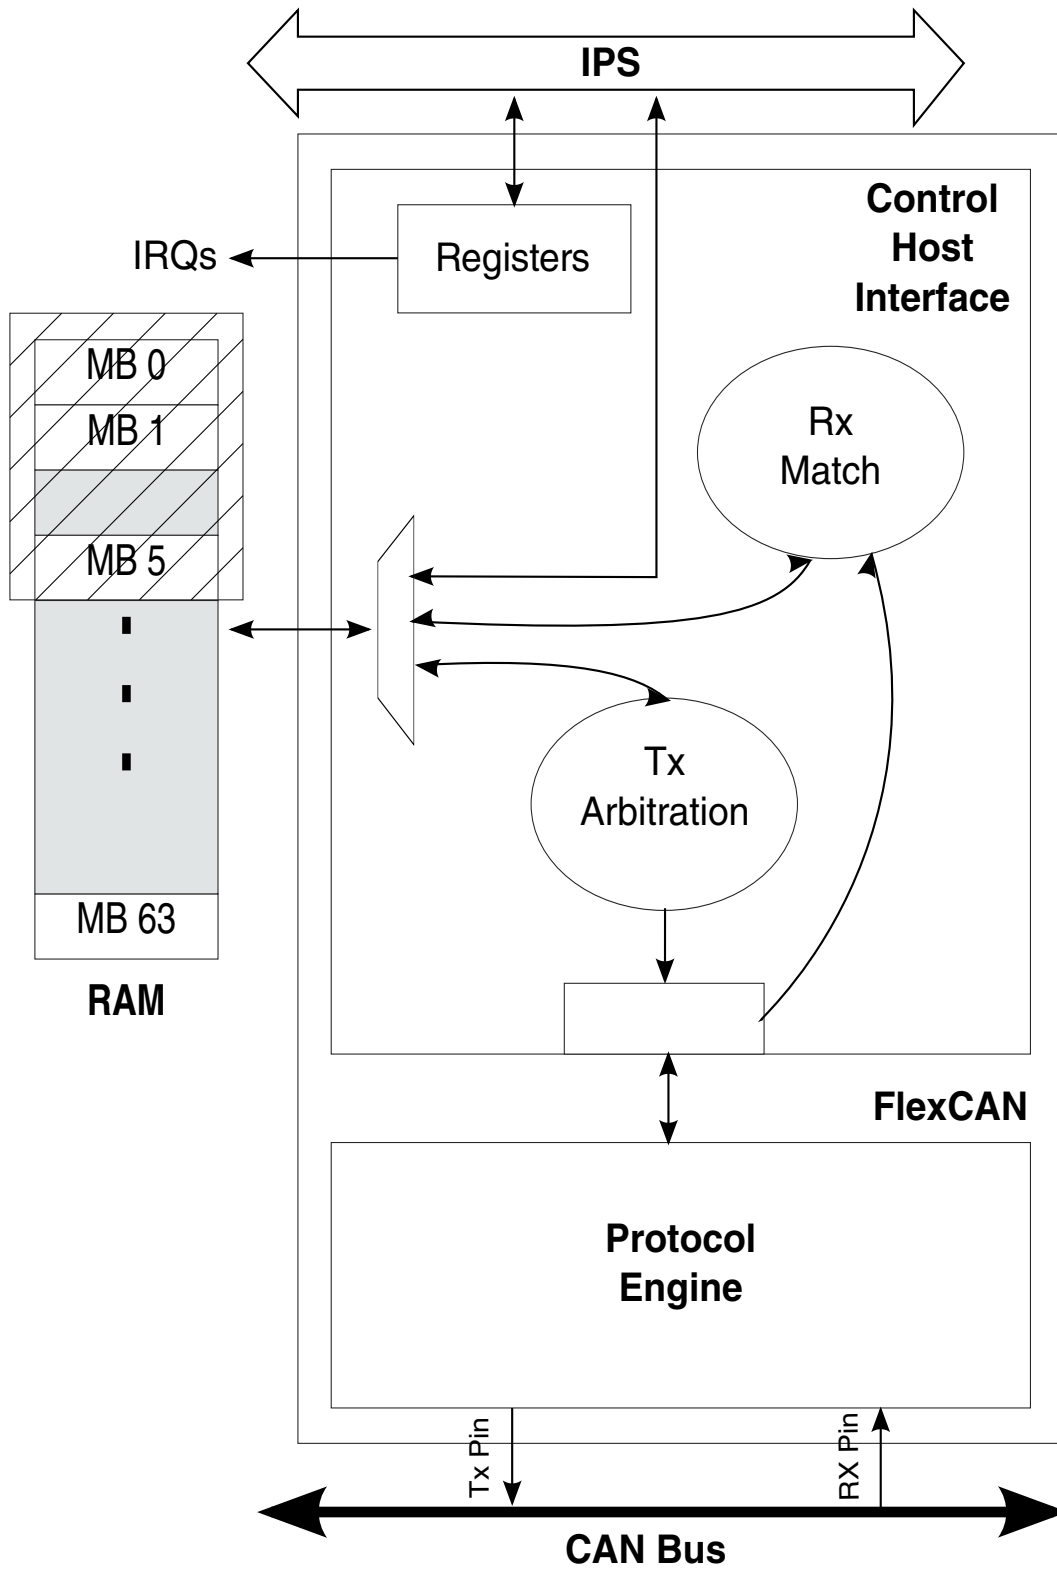 IPS
Control
Host
Interface
IRQs
Registers
MB 0
MB 1
MB 5
MB 63
RAM
Rx
Match
Tx
Arbitration
FlexCAN
Protocol
Engine
Tx Pin
RX Pin
CAN Bus